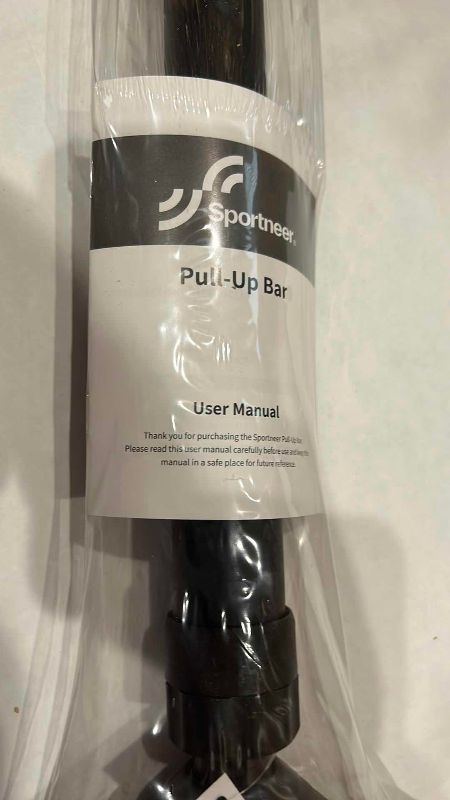 Sportneer®
Pull-Up Bar
User Manual
Thank you for purchasing the Sportneer Pull-Up Bar.
Please read this user manual carefully before use and keep this
manual in a safe place for future reference.